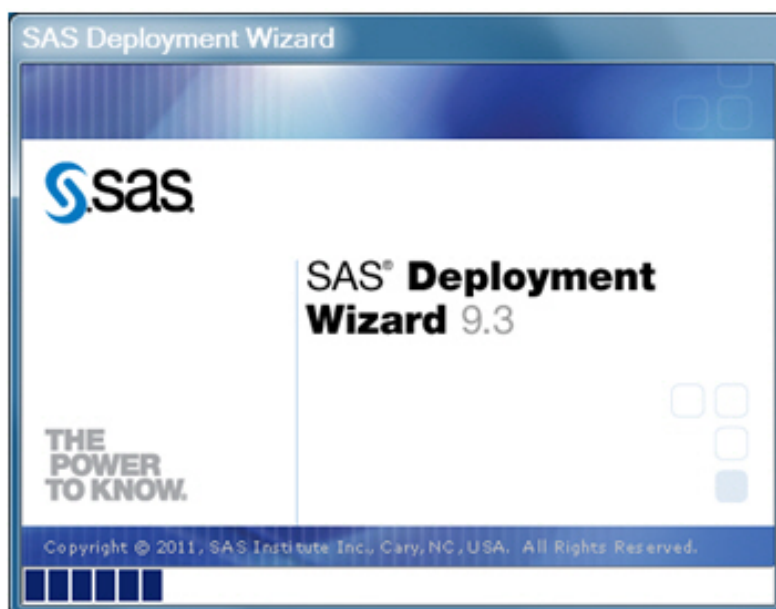 SAS Deployment Wizard
sas
SAS® Deployment
Wizard 9.3
THE
POWER
TO KNOW.
Copyright © 2011, SAS Institute Inc., Cary, NC, USA. All Rights Reserved.